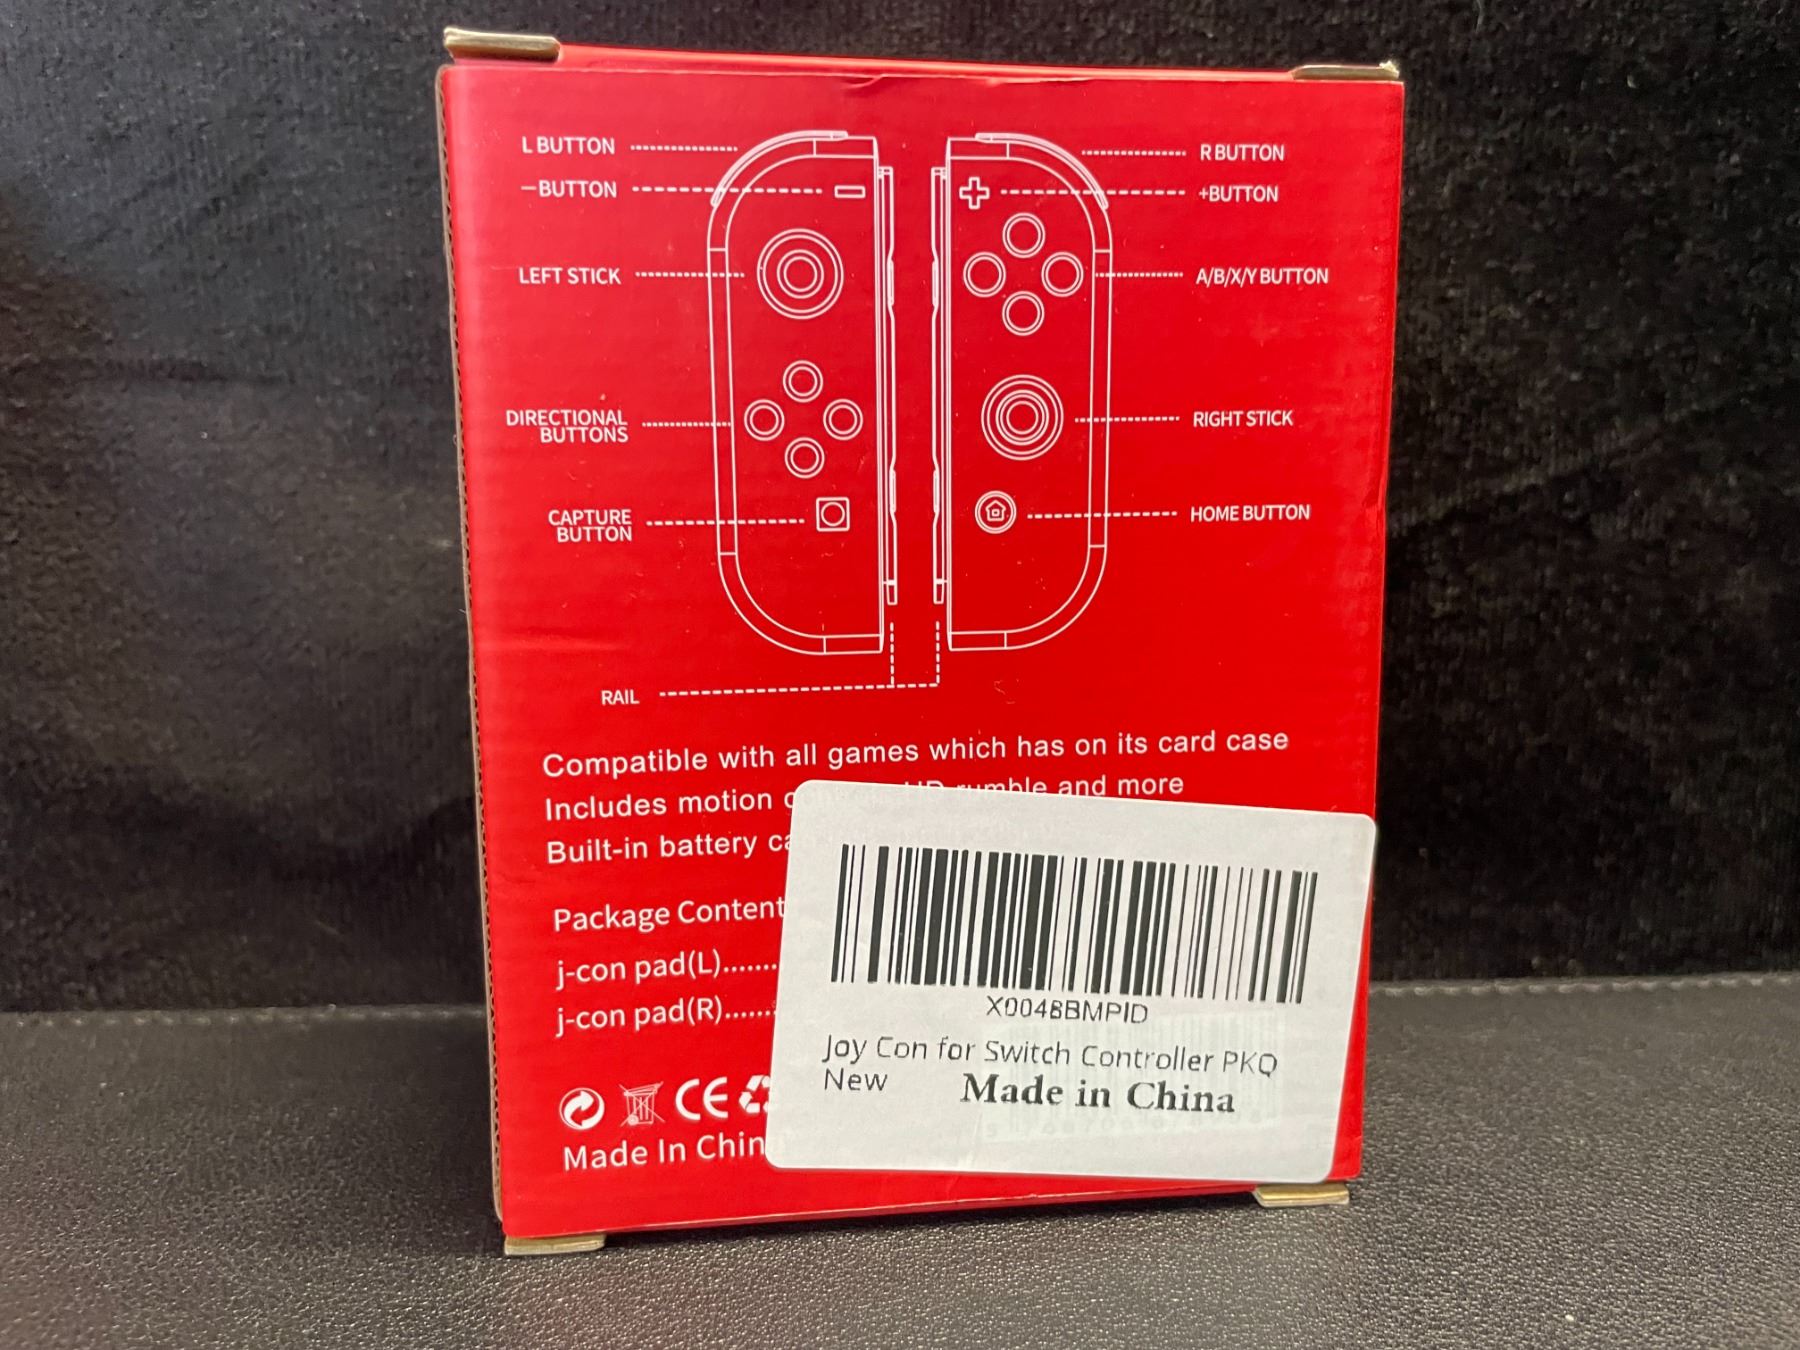 L BUTTON
R BUTTON
—BUTTON
+BUTTON
LEFT STICK
A/B/X/Y BUTTON
DIRECTIONAL
BUTTONS
RIGHT STICK
CAPTURE
BUTTON
HOME BUTTON
RAIL
Compatible with all games which has on its card case
Includes motion HD rumble and more
Built-in battery
Package Content
j-con pad(L).......
j-con pad(R).......
CE
Made In Chin
X0048BMPID
Joy Con for Switch Controller PKQ
New
Made in China